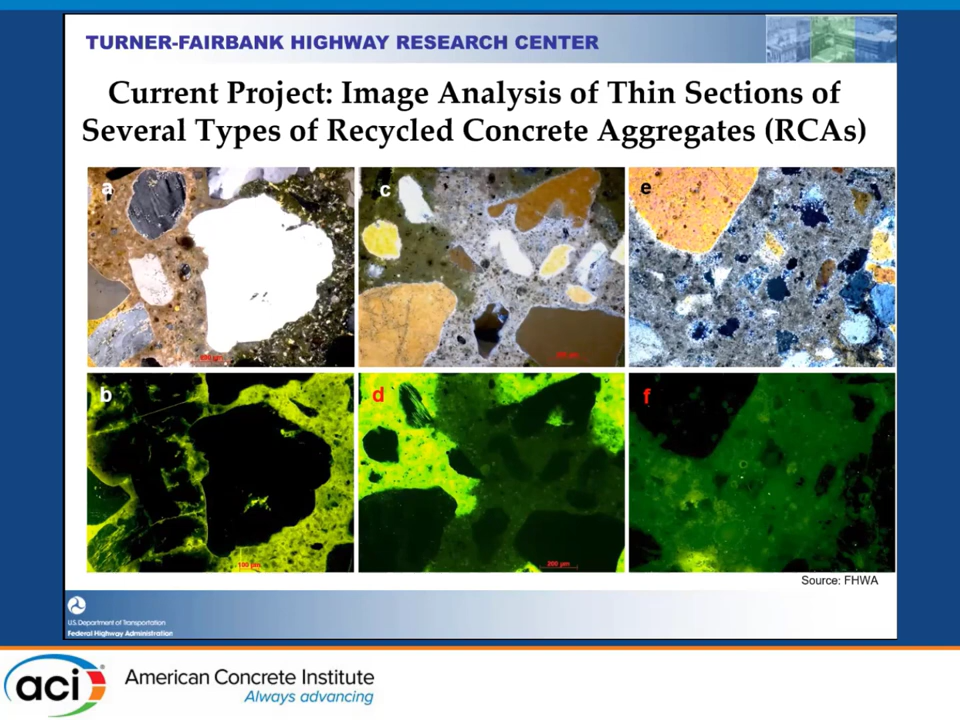 TURNER-FAIRBANK HIGHWAY RESEARCH CENTER
Current Project: Image Analysis of Thin Sections of
Several Types of Recycled Concrete Aggregates (RCAs)
a
c
e
b
d
f
100 µm
200 µm
Source: FHWA
U.S. Department of Transportation
Federal Highway Administration
aci
®
American Concrete Institute
Always advancing